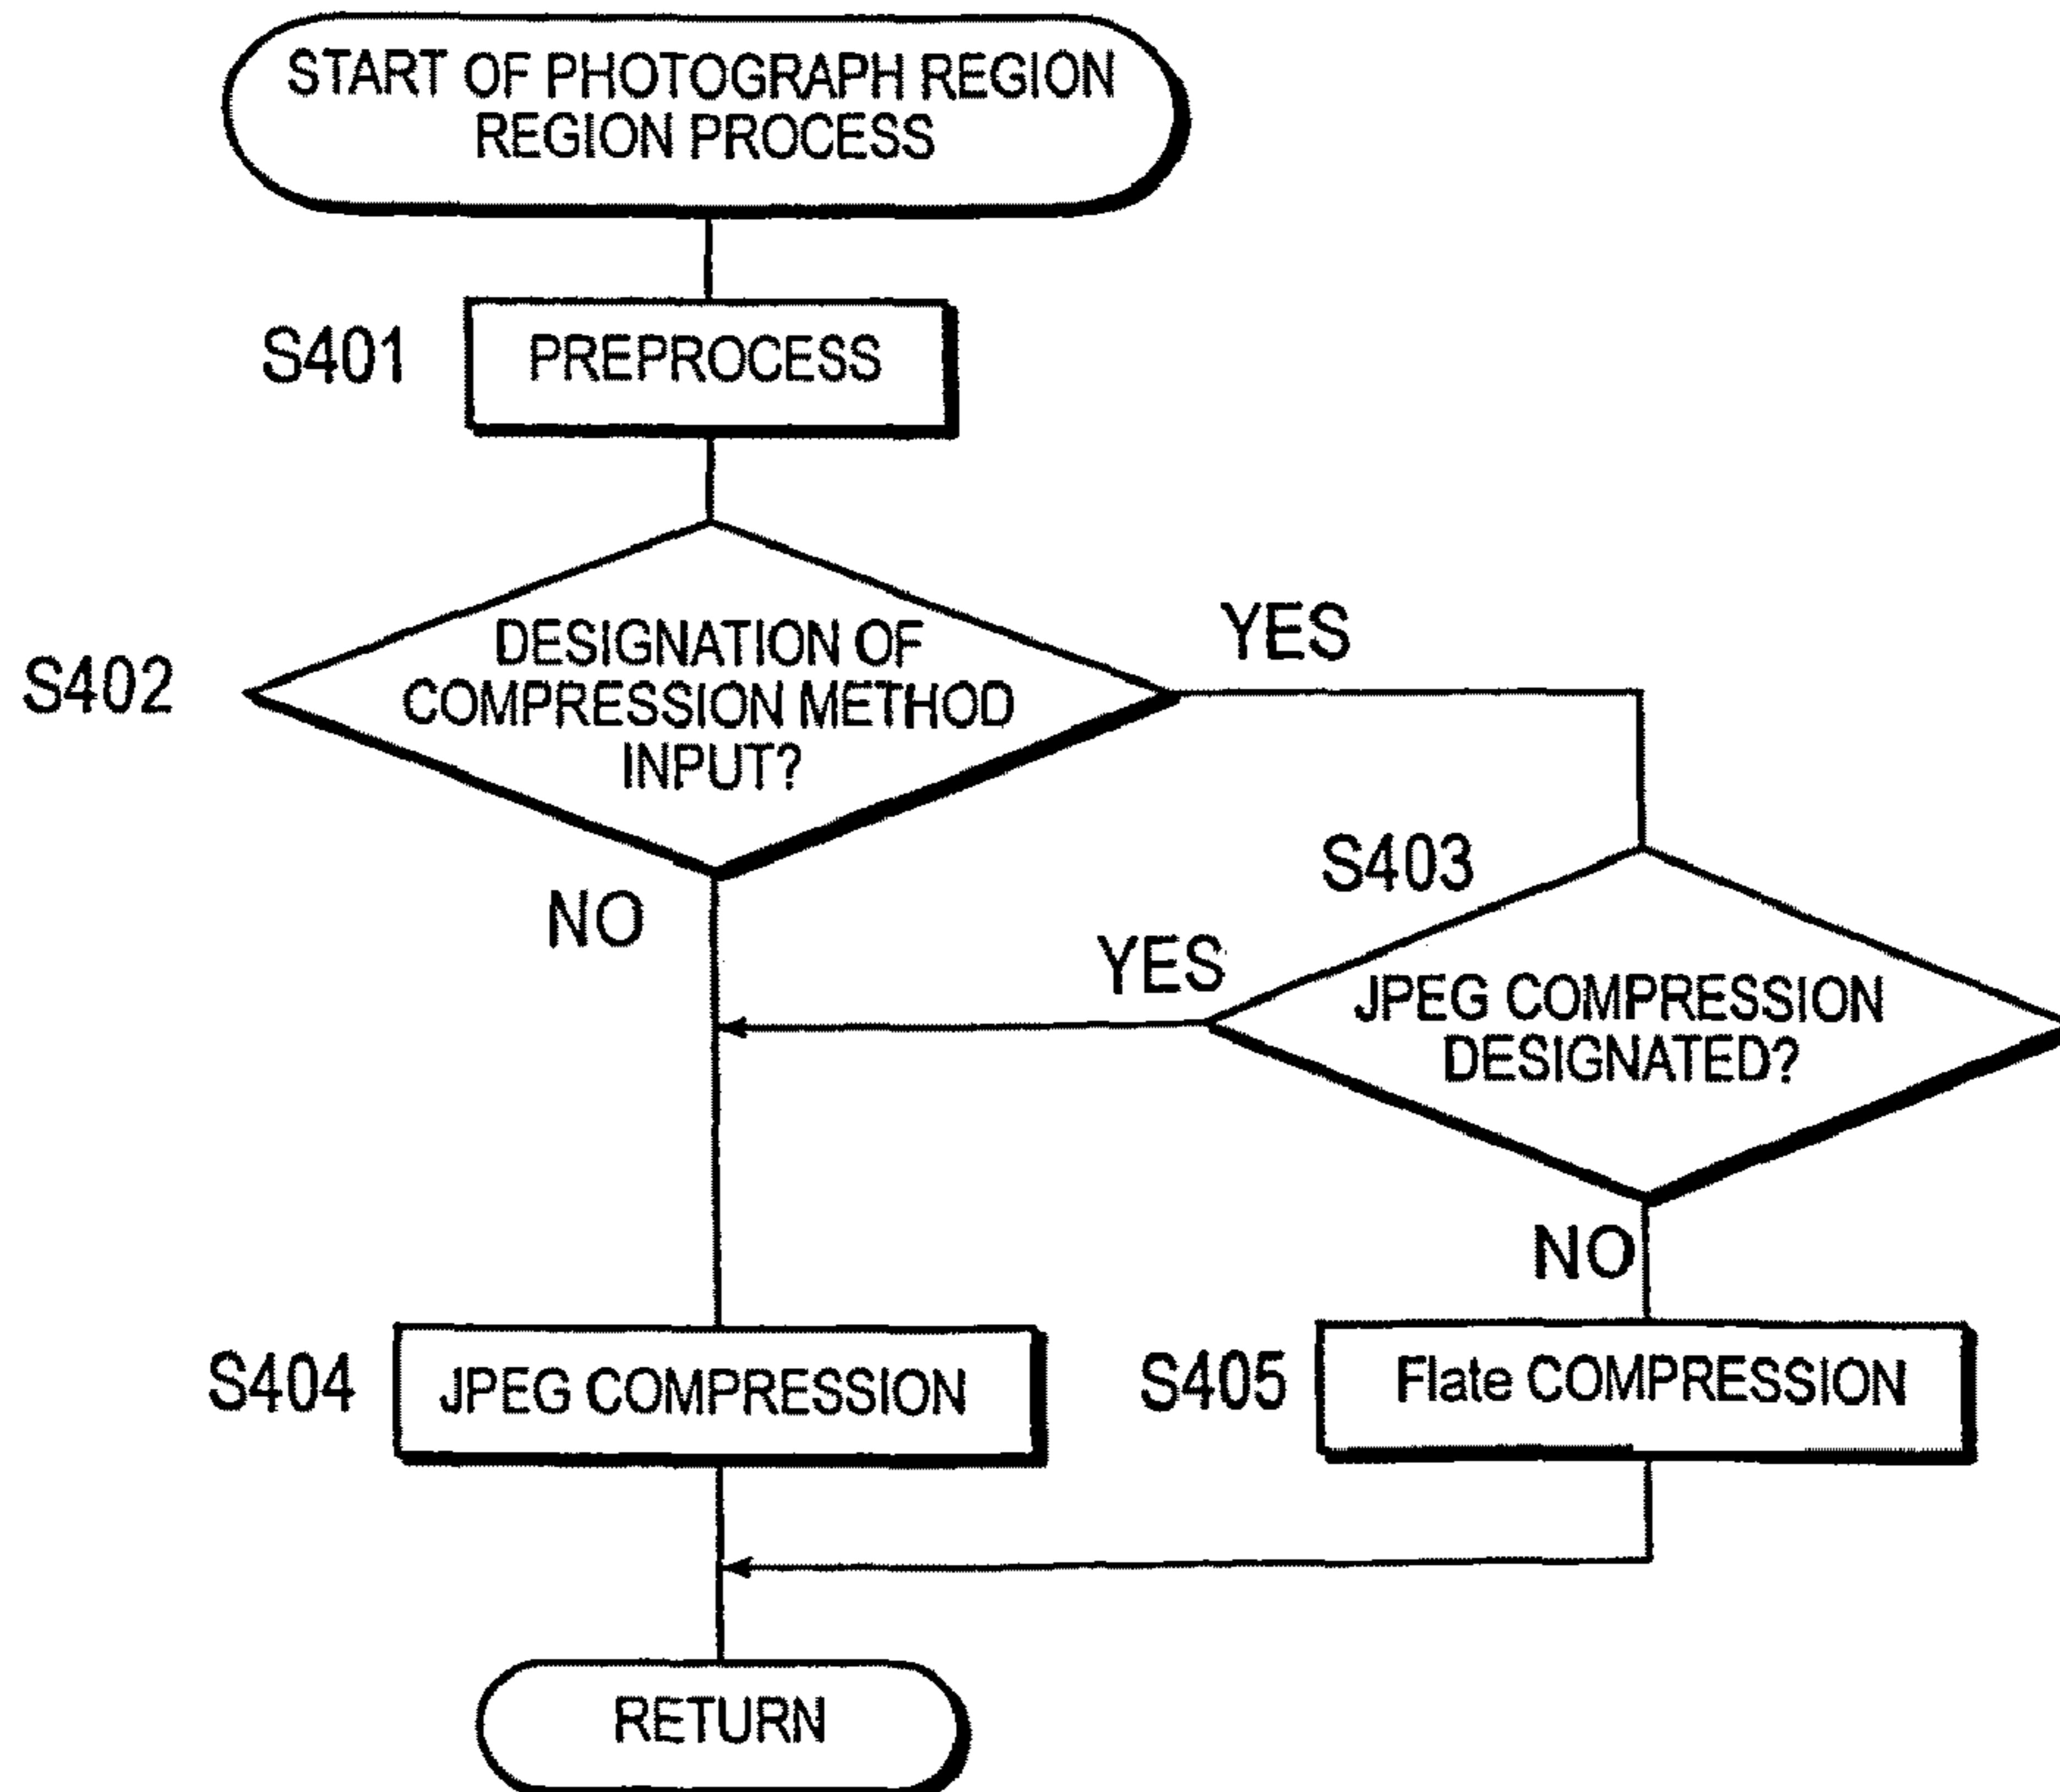 START OF PHOTOGRAPH REGION
REGION PROCESS
S401
PREPROCESS
S402
DESIGNATION OF
COMPRESSION METHOD
INPUT?
YES
NO
S403
YES
JPEG COMPRESSION
DESIGNATED?
NO
S404
JPEG COMPRESSION
S405
Flate COMPRESSION
RETURN